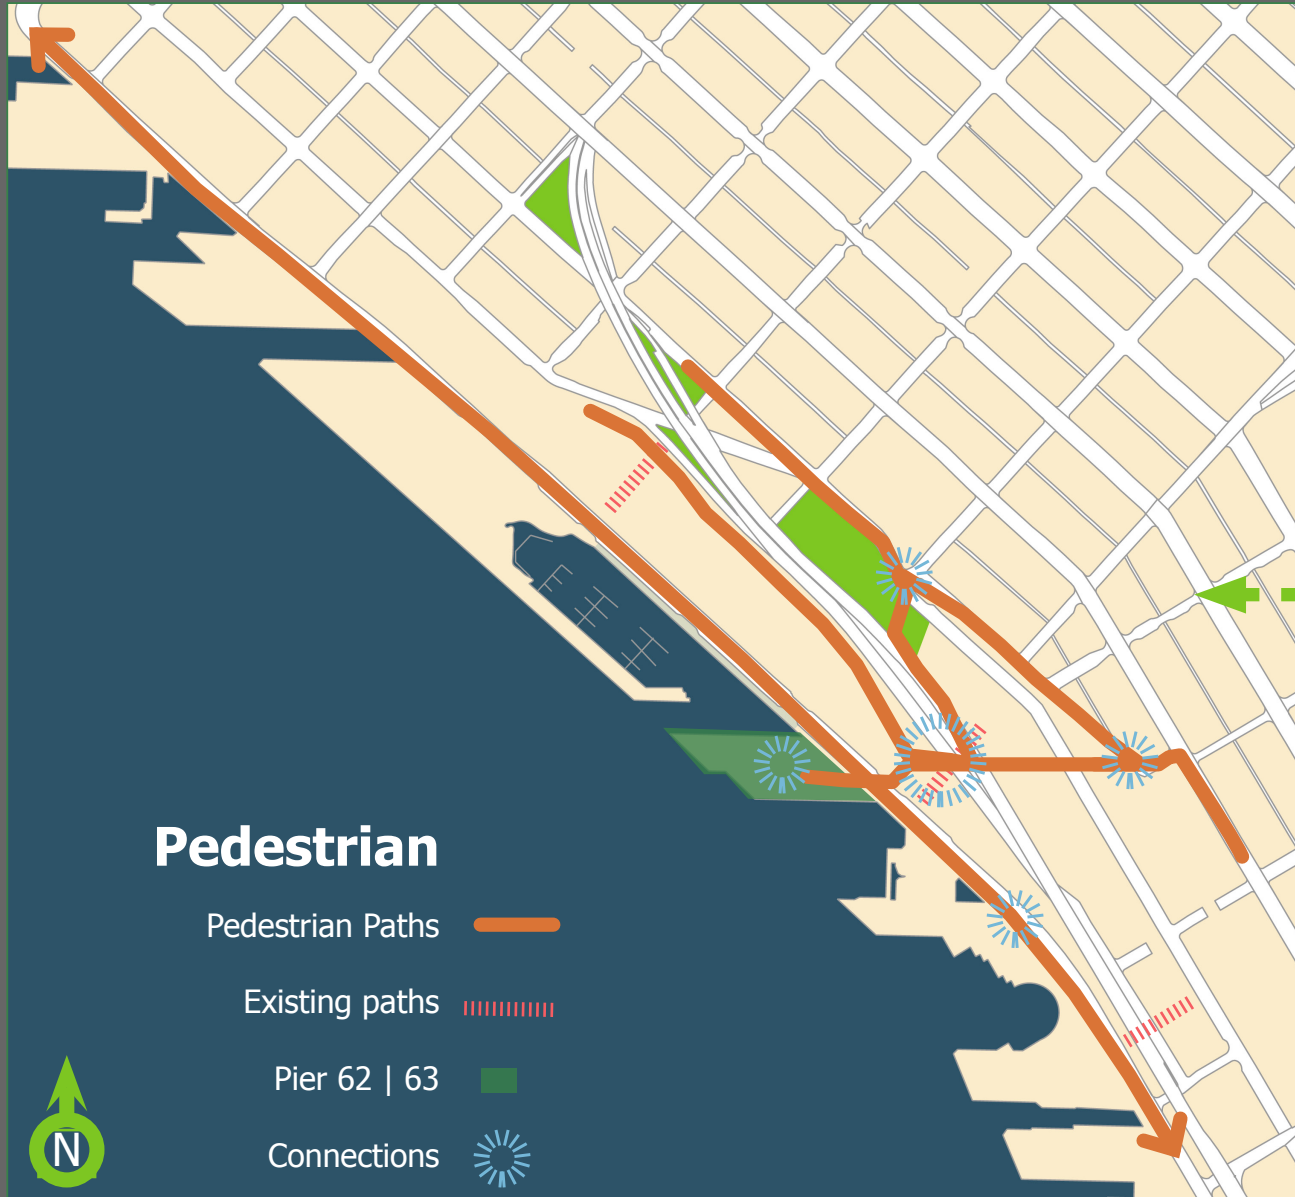 Pedestrian
Pedestrian Paths
Existing paths
Pier 62 | 63
Connections
N